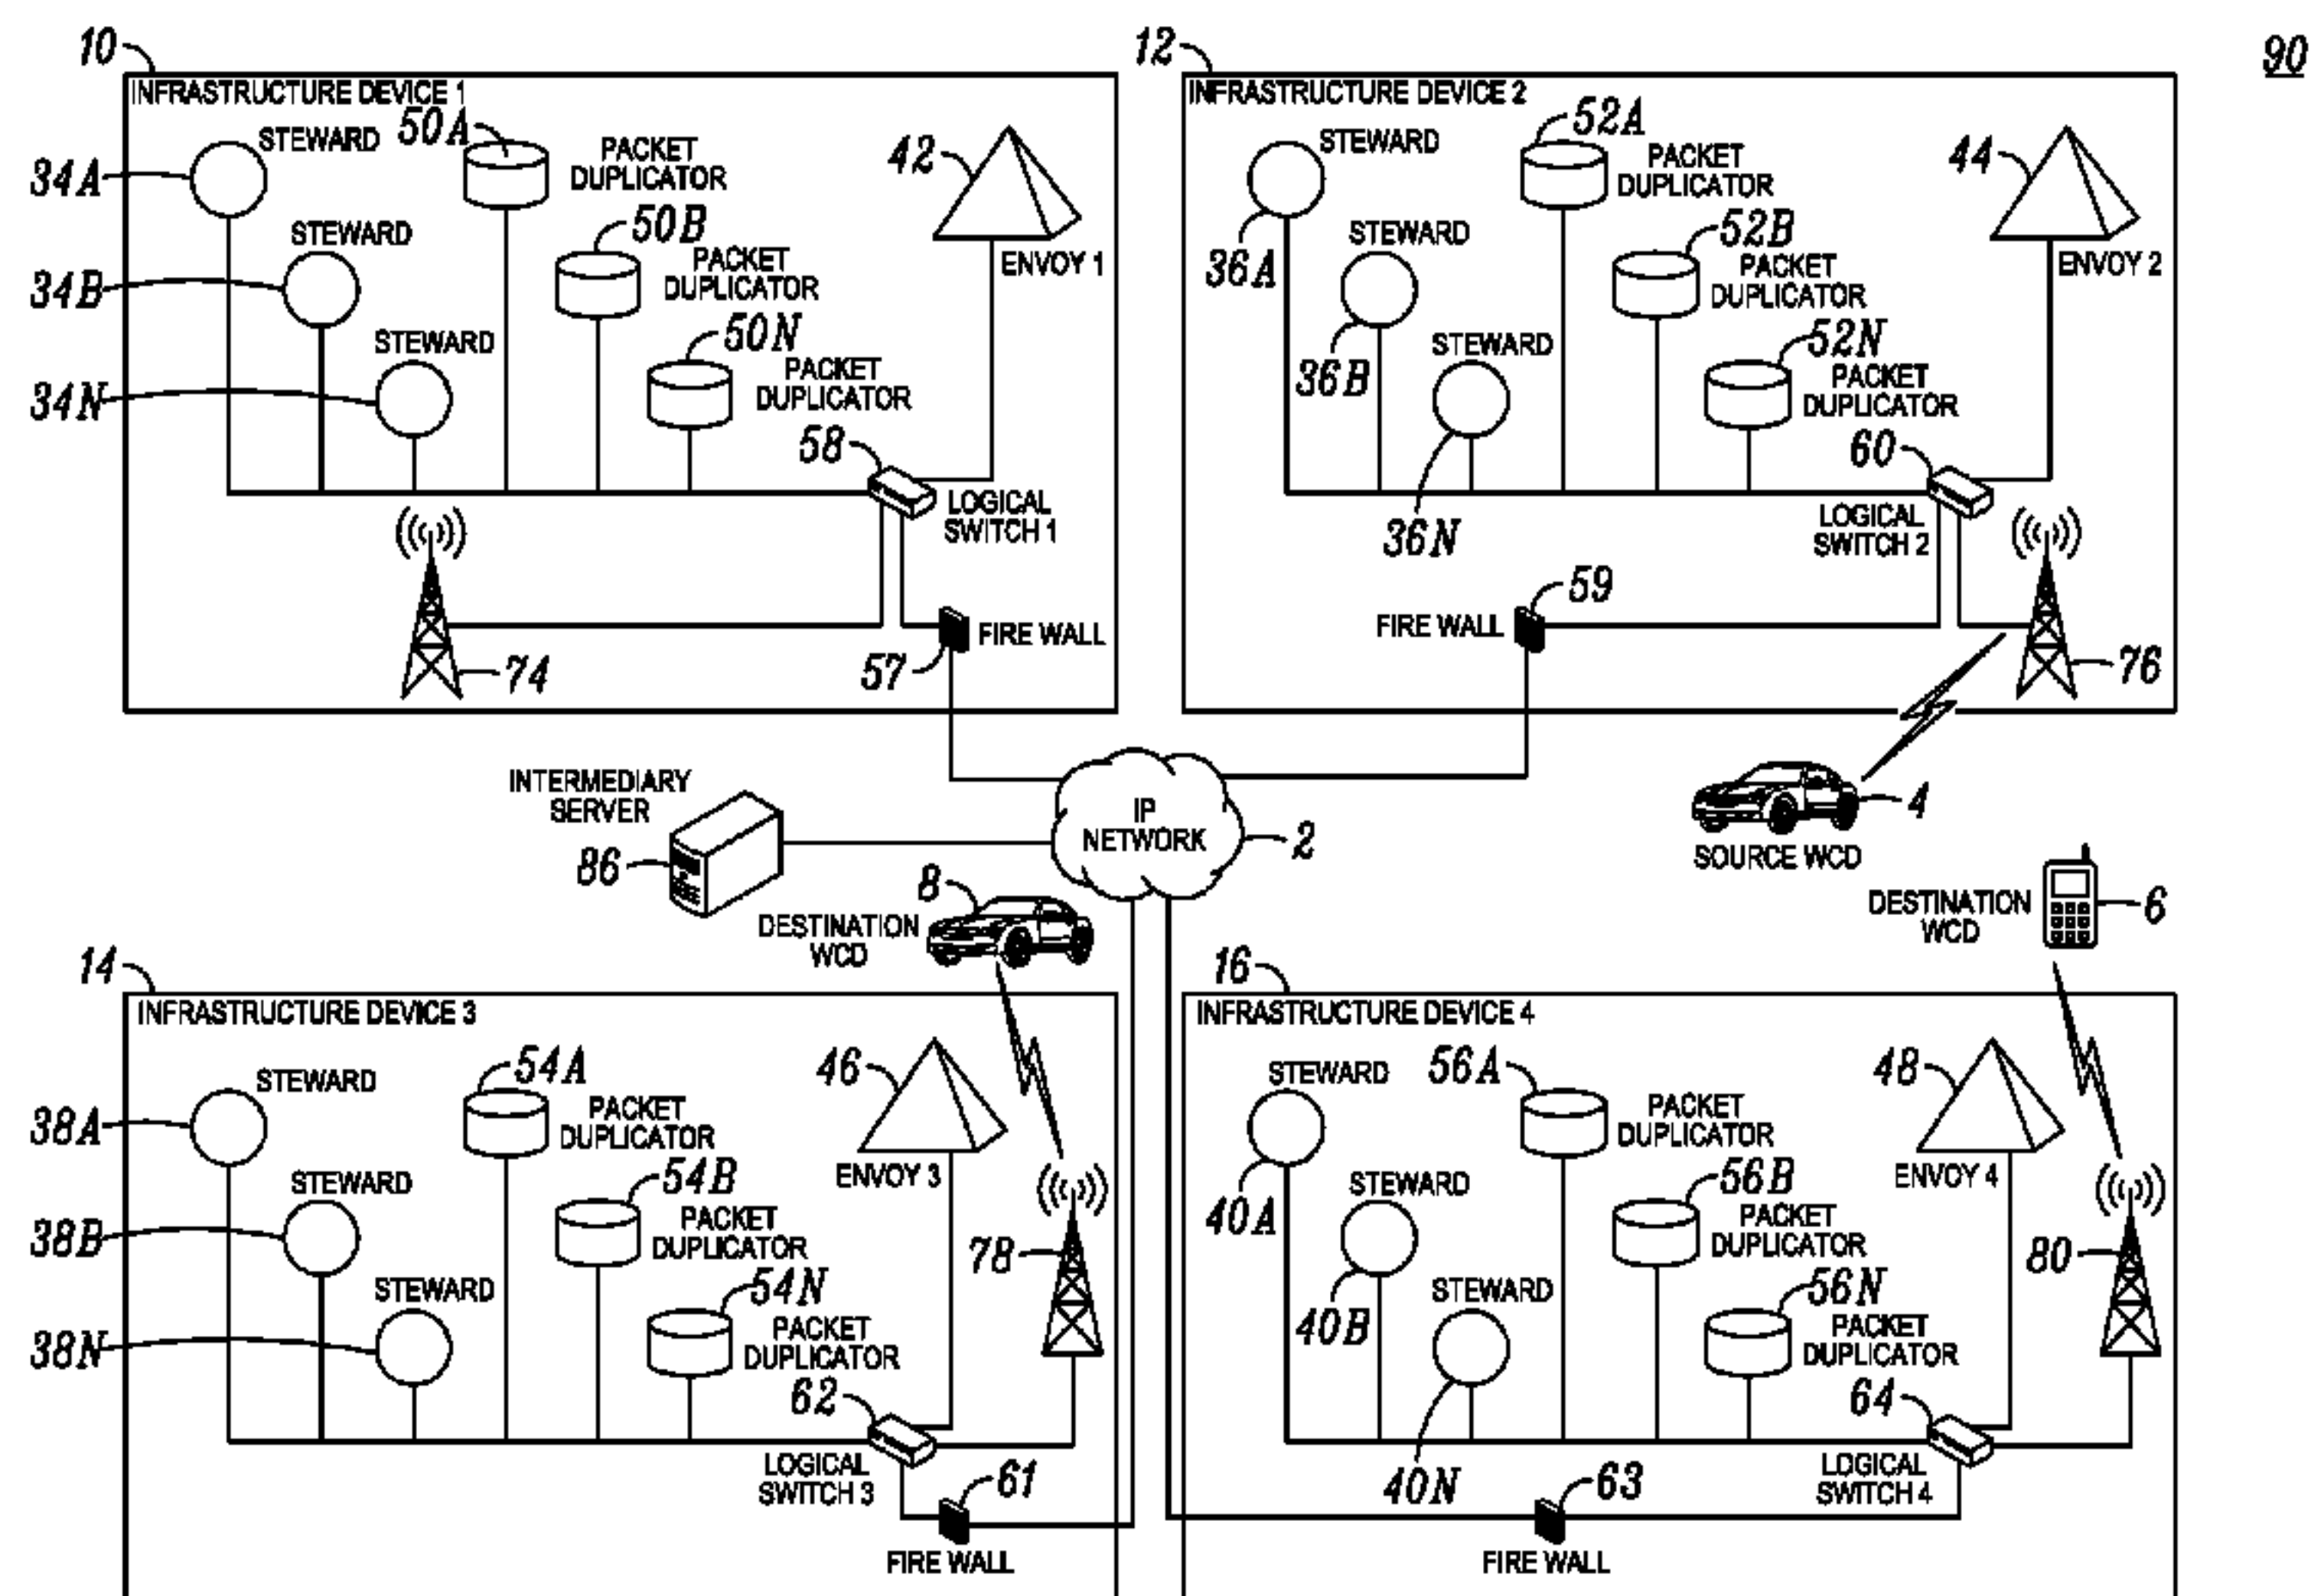 90
10
INFRASTRUCTURE DEVICE 1
34A
STEWARD
50A
PACKET
DUPLICATOR
42
34B
STEWARD
50B
PACKET
DUPLICATOR
ENVOY 1
34N
STEWARD
50N
PACKET
DUPLICATOR
58
LOGICAL
SWITCH 1
74
57
FIRE WALL
12
INFRASTRUCTURE DEVICE 2
STEWARD
36A
52A
PACKET
DUPLICATOR
44
STEWARD
36B
52B
PACKET
DUPLICATOR
ENVOY 2
STEWARD
36N
52N
PACKET
DUPLICATOR
60
LOGICAL
SWITCH 2
FIRE WALL
59
76
INTERMEDIARY
SERVER
86
IP
NETWORK
2
4
SOURCE WCD
8
DESTINATION
WCD
DESTINATION
WCD
6
14
INFRASTRUCTURE DEVICE 3
38A
STEWARD
54A
PACKET
DUPLICATOR
46
ENVOY 3
38B
STEWARD
54B
PACKET
DUPLICATOR
78
38N
STEWARD
54N
PACKET
DUPLICATOR
62
LOGICAL
SWITCH 3
61
FIRE WALL
16
INFRASTRUCTURE DEVICE 4
STEWARD
40A
56A
PACKET
DUPLICATOR
48
ENVOY 4
STEWARD
40B
56B
PACKET
DUPLICATOR
80
STEWARD
40N
56N
PACKET
DUPLICATOR
64
LOGICAL
SWITCH 4
63
FIRE WALL